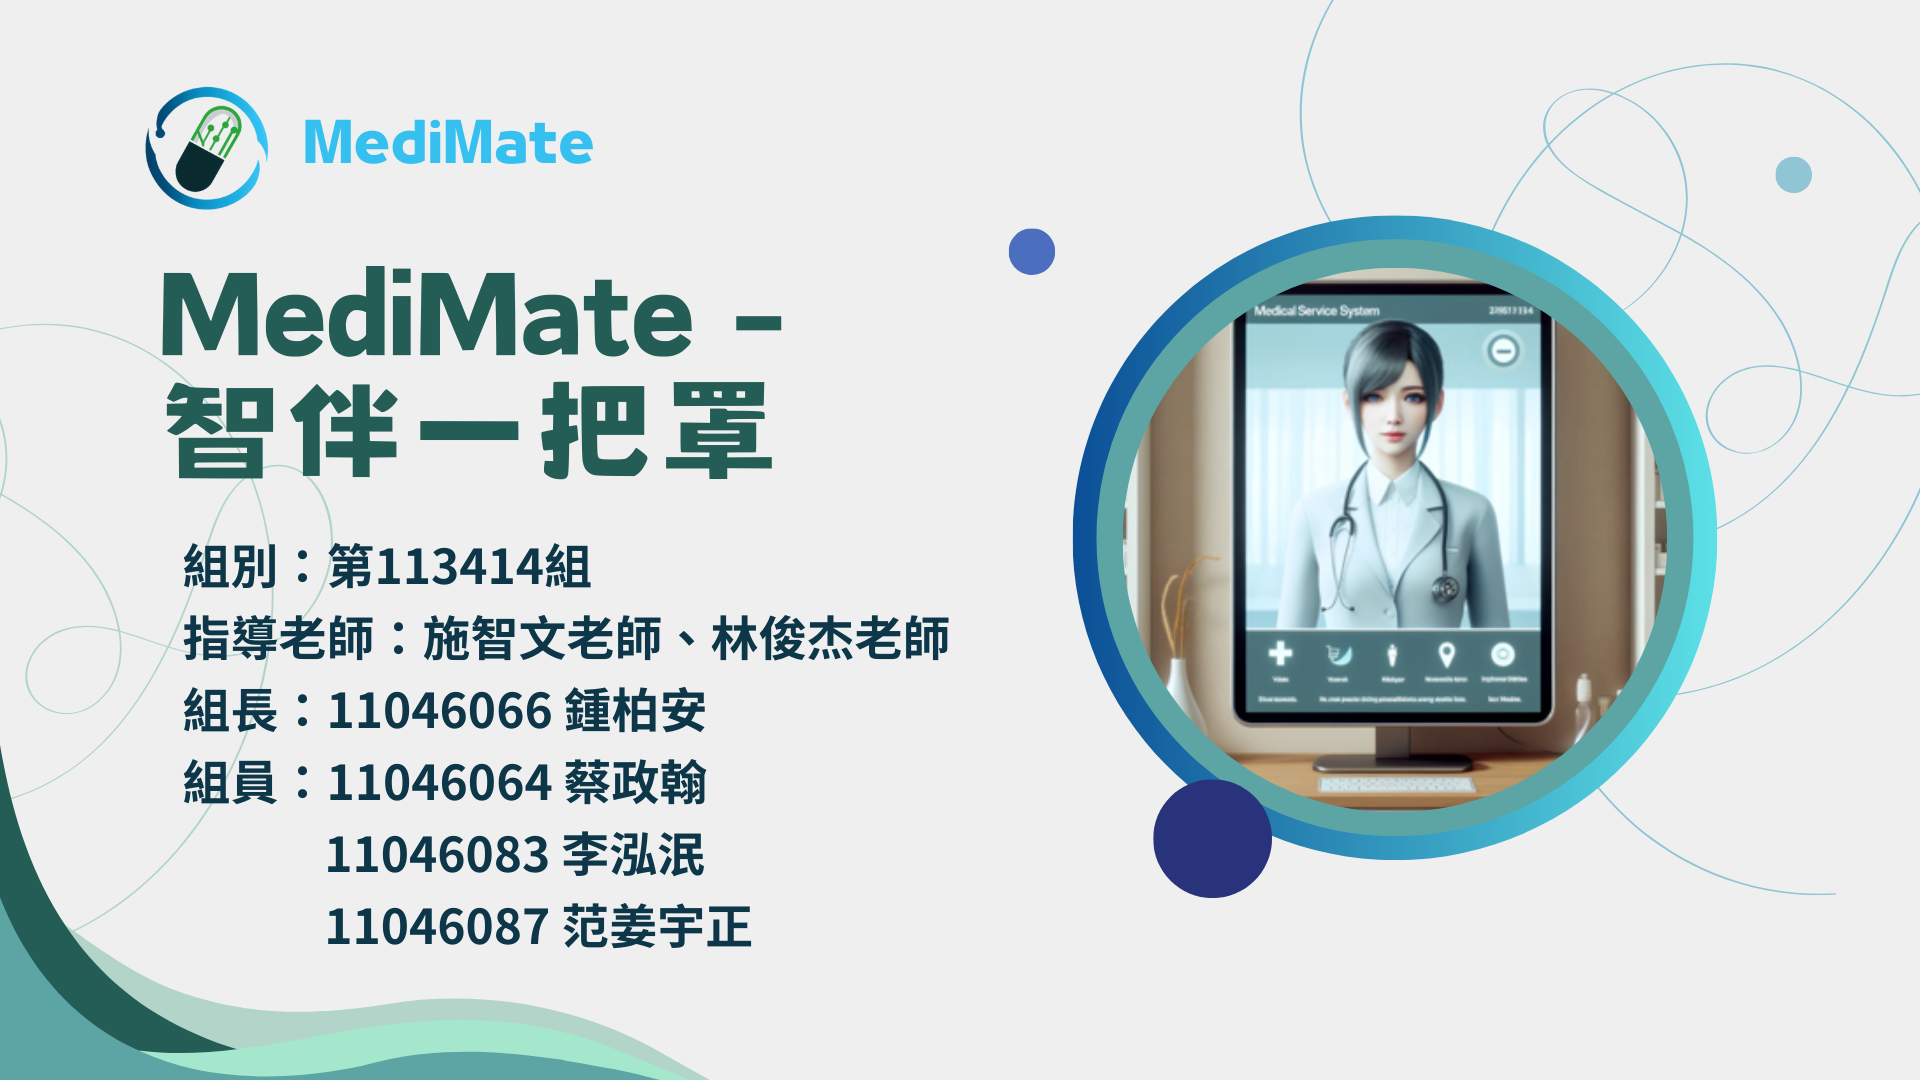 MediMate
MediMate -
智伴一把罩
組別：第113414組
指導老師：施智文老師、林俊杰老師
組長：11046066 鍾柏安
組員：11046064 蔡政翰
11046083 李泓泯
11046087 范姜宇正
Medical Service System